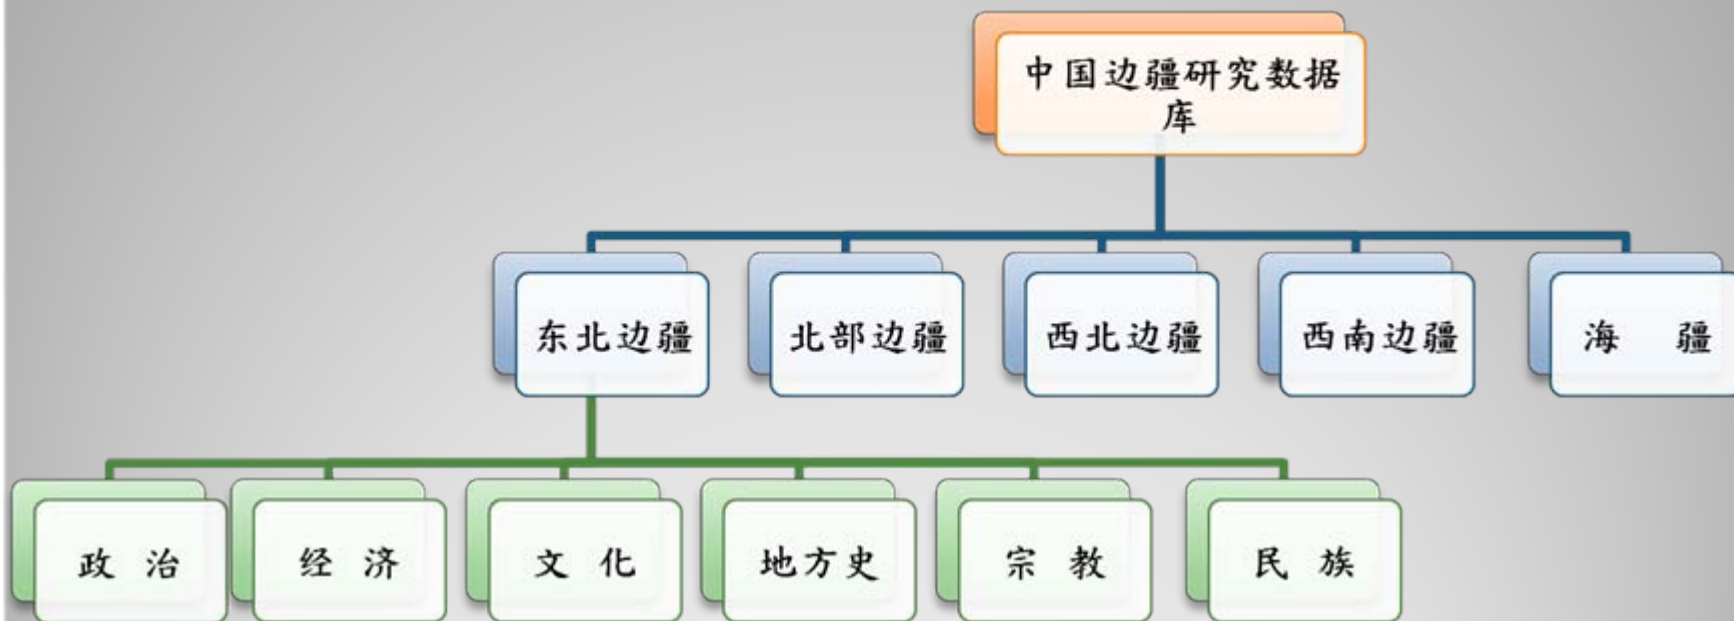 中国边疆研究数据
库
东北边疆
北部边疆
西北边疆
西南边疆
海 疆
政 治
经 济
文 化
地方史
宗 教
民 族